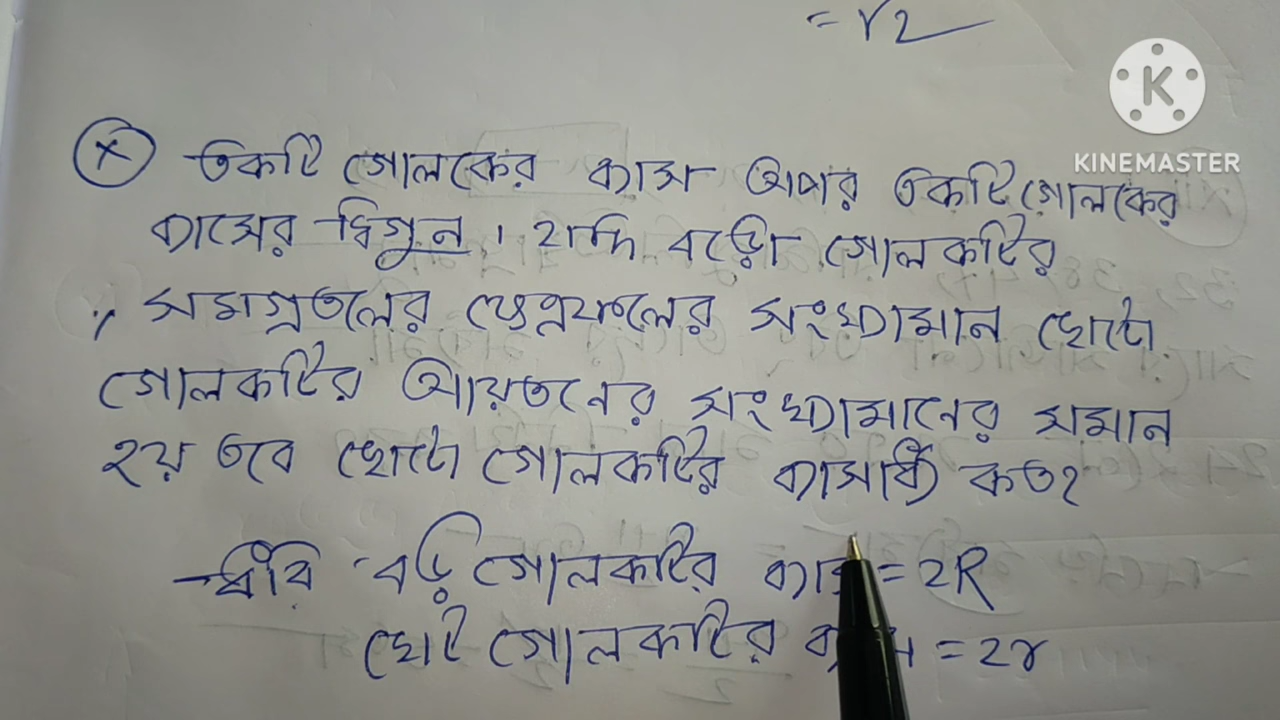 = √2
K
KINEMASTER
একটি গোলকের ব্যাস অপর একটি গোলকের
ব্যাসের দ্বিগুন । যদি বড়ো গোলকটির
সমগ্রতলের ক্ষেত্রফলের সংখ্যামান ছোটো
গোলকটির আয়তনের সংখ্যামানের সমান
হয় তবে ছোটো গোলকটির ব্যাসার্ধ কত?
ধরি বড় গোলকটির = 2R
ছোট গোলকটির = 2r